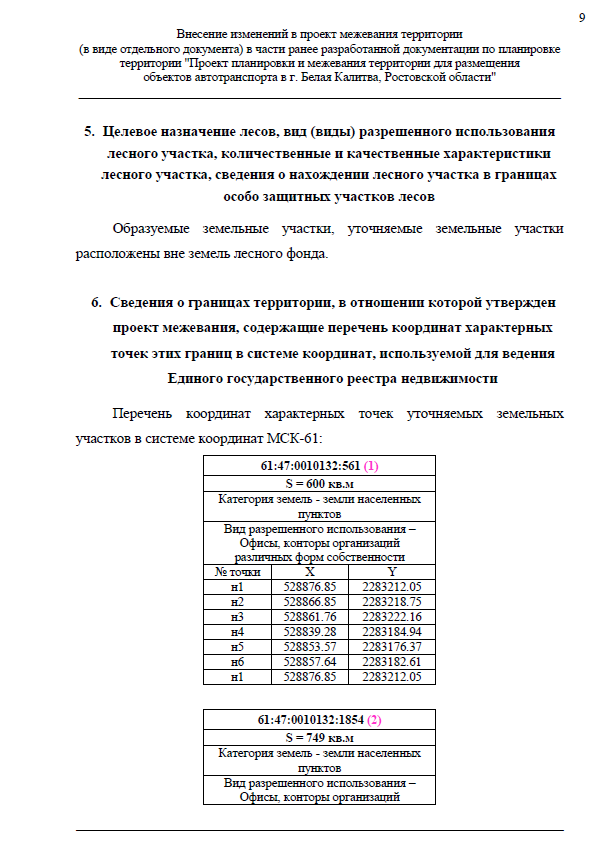 9
Внесение изменений в проект межевания территории
(в виде отдельного документа) в части ранее разработанной документации по планировке
территории "Проект планировки и межевания территории для размещения
объектов автотранспорта в г. Белая Калитва, Ростовской области"
5. Целевое назначение лесов, вид (виды) разрешенного использования
лесного участка, количественные и качественные характеристики
лесного участка, сведения о нахождении лесного участка в границах
особо защитных участков лесов
Образуемые земельные участки, уточняемые земельные участки
расположены вне земель лесного фонда.
6. Сведения о границах территории, в отношении которой утвержден
проект межевания, содержащие перечень координат характерных
точек этих границ в системе координат, используемой для ведения
Единого государственного реестра недвижимости
Перечень координат характерных точек уточняемых земельных
участков в системе координат МСК-61:
61:47:0010132:561 (1)
S = 600 кв.м
Категория земель - земли населенных
пунктов
Вид разрешенного использования –
Офисы, конторы организаций
различных форм собственности
№ точки X Y
н1 528876.85 2283212.05
н2 528866.85 2283218.75
н3 528861.76 2283222.16
н4 528839.28 2283184.94
н5 528853.57 2283176.37
н6 528857.64 2283182.61
н1 528876.85 2283212.05
61:47:0010132:1854 (2)
S = 749 кв.м
Категория земель - земли населенных
пунктов
Вид разрешенного использования –
Офисы, конторы организаций